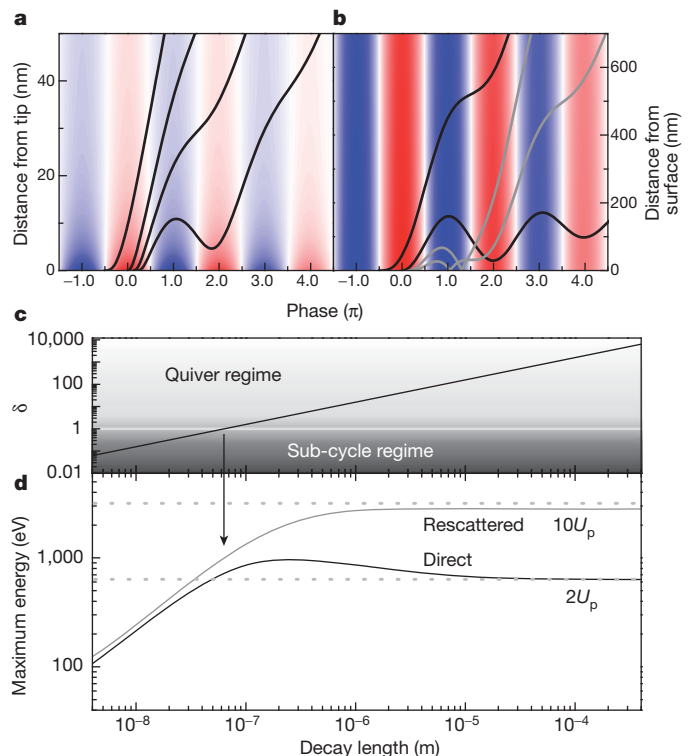 a
b
Distance from tip (nm)
40
20
0
–1.0 0.0 1.0 2.0 3.0 4.0
–1.0 0.0 1.0 2.0 3.0 4.0
600
400
200
0
Distance from
surface (nm)
Phase (π)
c
10,000
100
1
0.01
δ
Quiver regime
Sub-cycle regime
d
Maximum energy (eV)
1,000
100
Rescattered 10Up
Direct
2Up
10–8 10–7 10–6 10–5 10–4
Decay length (m)